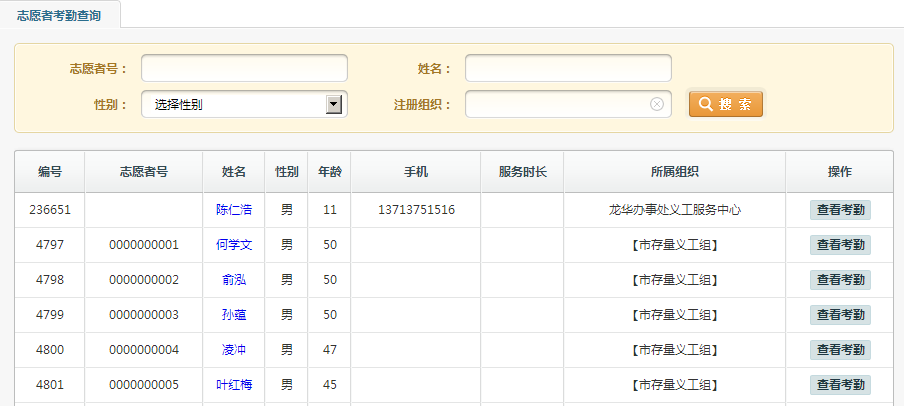 志愿者考勤查询
志愿者号： 姓名：
性别： 选择性别 注册组织： 搜 索
编号 志愿者号 姓名 性别 年龄 手机 服务时长 所属组织 操作
236651 陈仁浩 男 11 13713751516 龙华办事处义工服务中心 查看考勤
4797 0000000001 何学文 男 50 【市存量义工组】 查看考勤
4798 0000000002 俞泓 男 50 【市存量义工组】 查看考勤
4799 0000000003 孙蕴 男 50 【市存量义工组】 查看考勤
4800 0000000004 凌冲 男 47 【市存量义工组】 查看考勤
4801 0000000005 叶红梅 男 45 【市存量义工组】 查看考勤